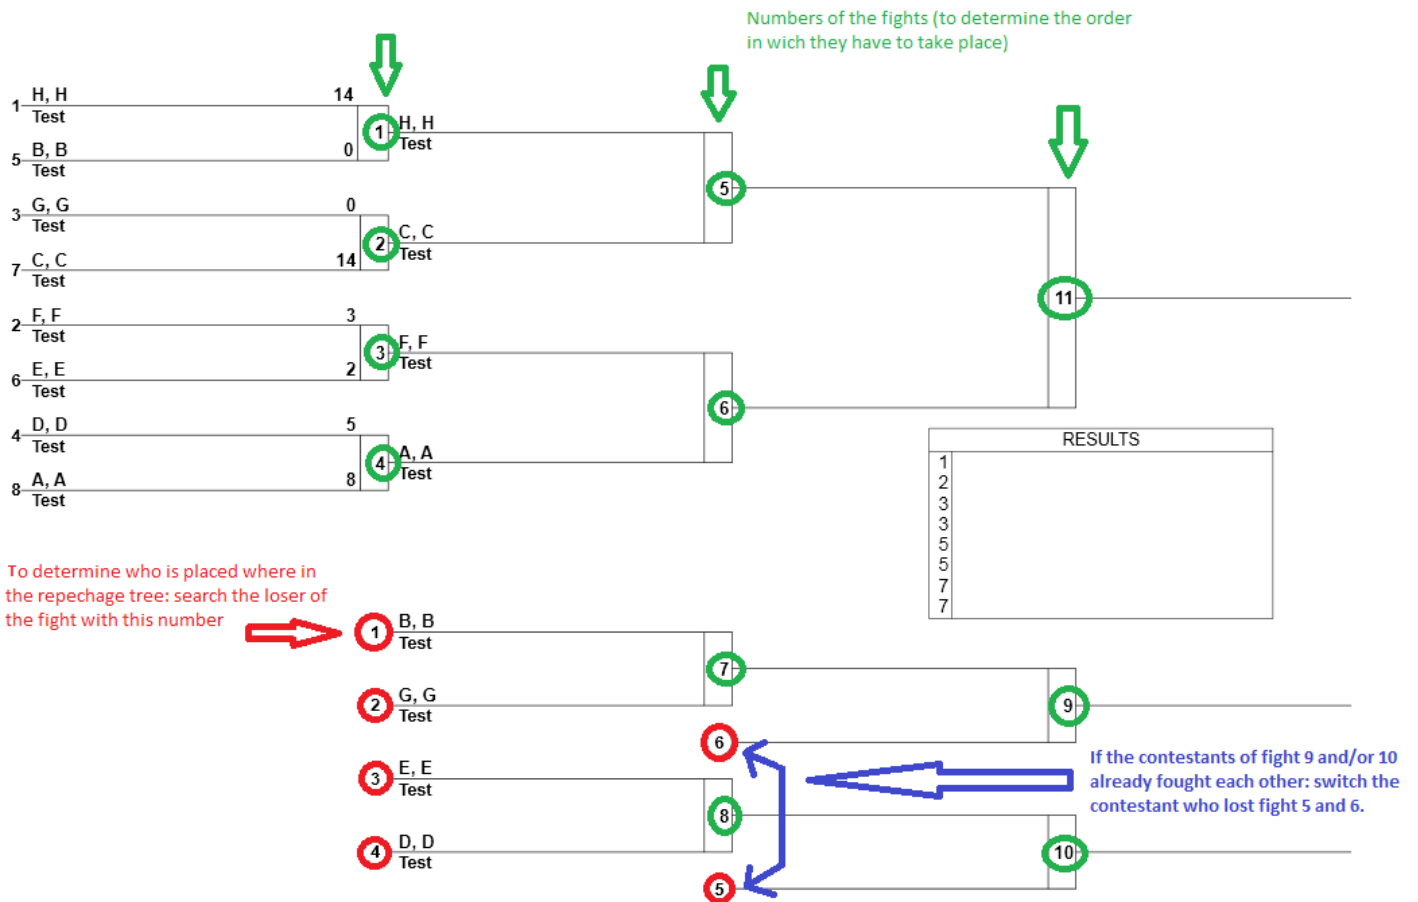 Numbers of the fights (to determine the order
in wich they have to take place)
1 H, H 14
Test
5 B, B 0
Test
1 H, H
Test
3 G, G 0
Test
7 C, C 14
Test
2 C, C
Test
2 F, F 3
Test
6 E, E 2
Test
3 F, F
Test
4 D, D 5
Test
8 A, A 8
Test
4 A, A
Test
5
6
11
RESULTS
1
2
3
3
5
5
7
7
To determine who is placed where in
the repechage tree: search the loser of
the fight with this number
1 B, B
Test
2 G, G
Test
7
6
9
3 E, E
Test
4 D, D
Test
8
5
10
If the contestants of fight 9 and/or 10
already fought each other: switch the
contestant who lost fight 5 and 6.